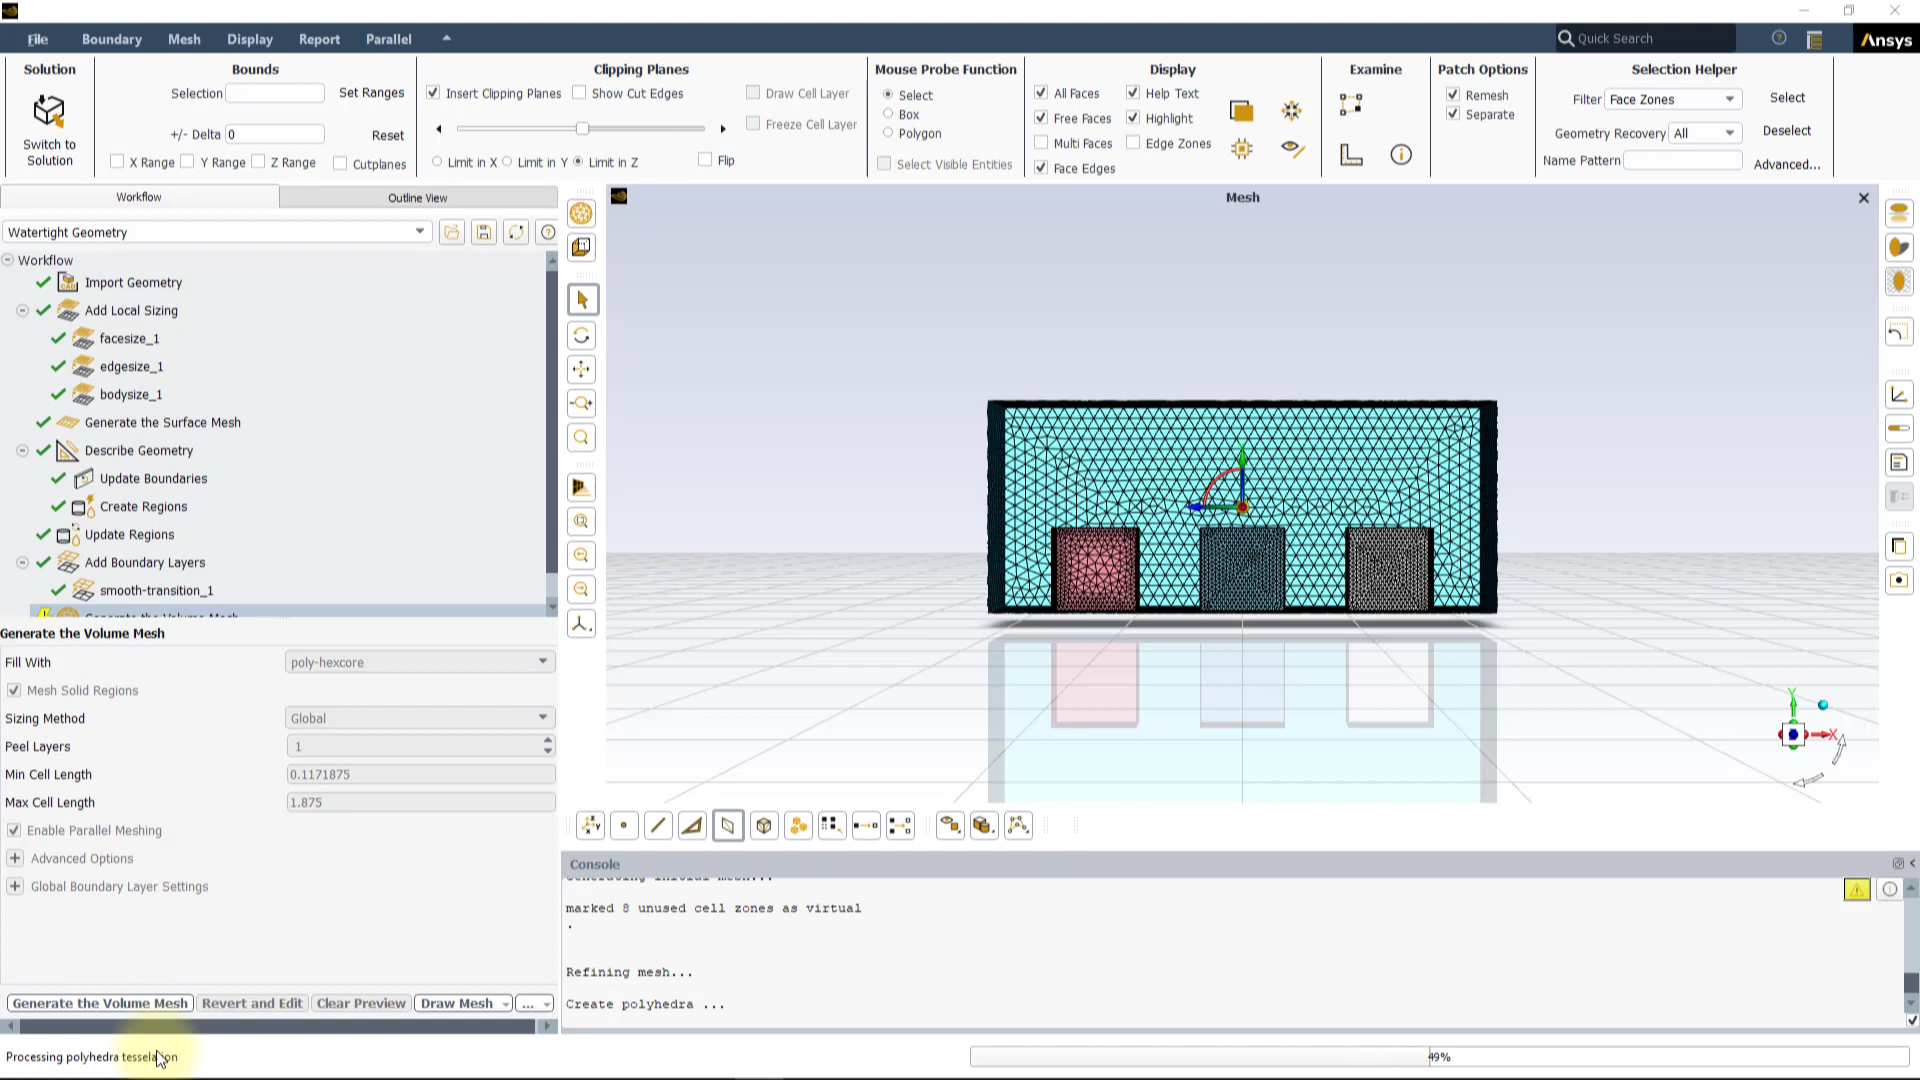 File Boundary Mesh Display Report Parallel Quick Search Ansys
Solution Bounds Clipping Planes Mouse Probe Function Display Examine Patch Options Selection Helper
Switch to
Solution
Selection Set Ranges
+/- Delta 0 Reset
X Range Y Range Z Range Cutplanes
Insert Clipping Planes Show Cut Edges Draw Cell Layer
Freeze Cell Layer
Limit in X Limit in Y Limit in Z Flip
Select
Box
Polygon
Select Visible Entities
All Faces Help Text
Free Faces Highlight
Multi Faces Edge Zones
Face Edges
Remesh
Separate
Filter Face Zones Select
Geometry Recovery All Deselect
Name Pattern Advanced...
Workflow Outline View
Mesh
Watertight Geometry
Workflow
Import Geometry
Add Local Sizing
facesize_1
edgesize_1
bodysize_1
Generate the Surface Mesh
Describe Geometry
Update Boundaries
Create Regions
Update Regions
Add Boundary Layers
smooth-transition_1
Generate the Volume Mesh
Generate the Volume Mesh
Fill With poly-hexcore
Mesh Solid Regions
Sizing Method Global
Peel Layers 1
Min Cell Length 0.1171875
Max Cell Length 1.875
Enable Parallel Meshing
Advanced Options
Global Boundary Layer Settings
Generate the Volume Mesh Revert and Edit Clear Preview Draw Mesh ...
Y
X
Console
Generating initial mesh...
marked 8 unused cell zones as virtual
.
Refining mesh...
Create polyhedra ...
Processing polyhedra tesselation
49%